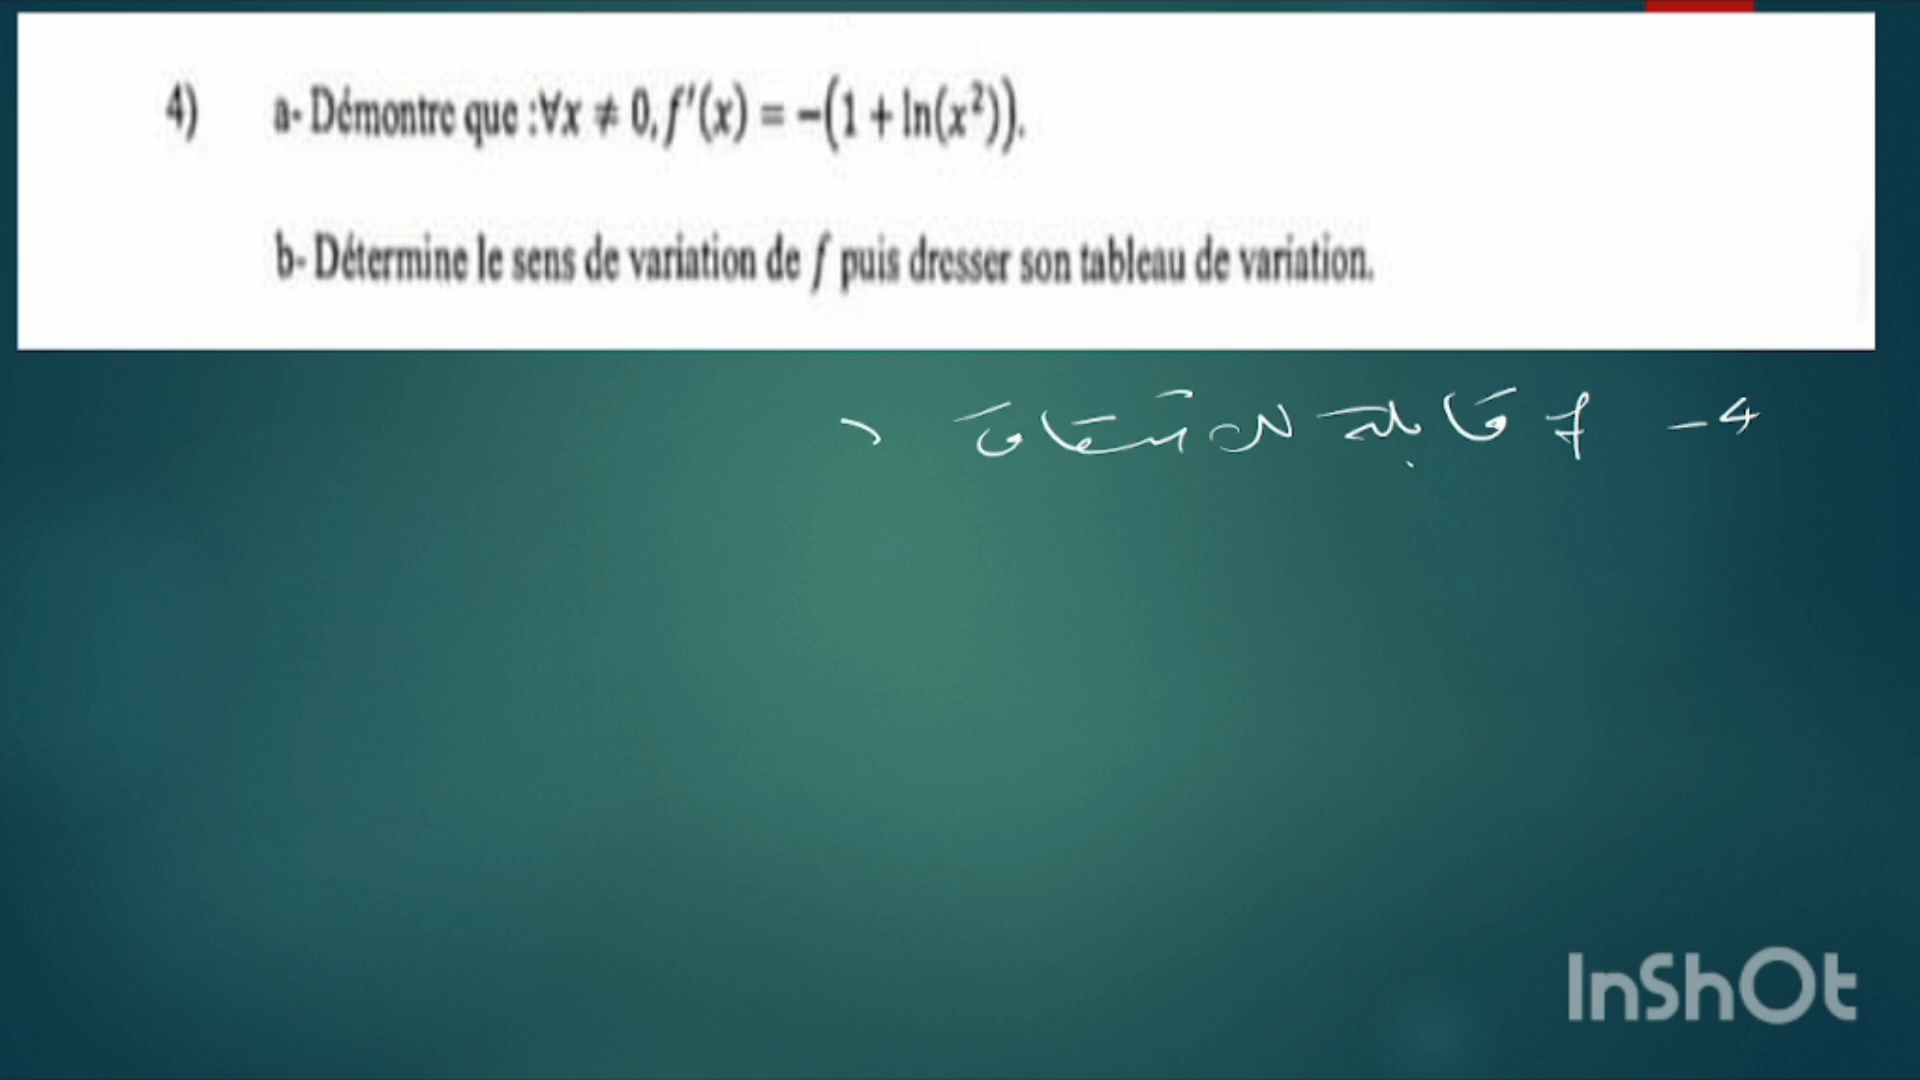 4) a- Démontre que :∀x ≠ 0, f'(x) = −(1 + ln(x²)).
b- Détermine le sens de variation de f puis dresser son tableau de variation.
4 - f قابلة للاشتقاق
InShOt